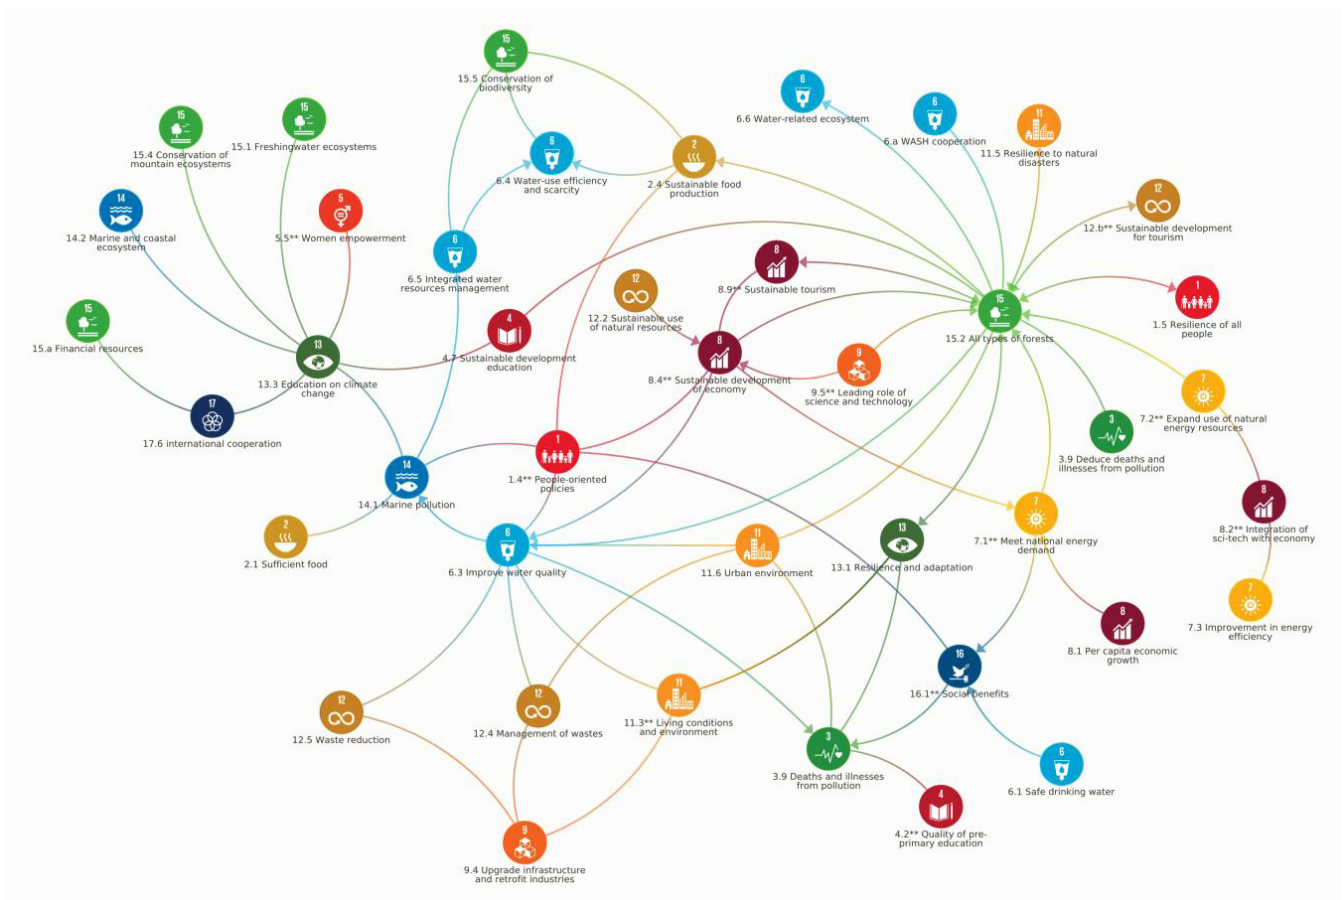 15
15.5 Conservation of
biodiversity
6
6.6 Water-related ecosystem
6
6.a WASH cooperation
11
11.5 Resilience to natural
disasters
15
15.4 Conservation of
mountain ecosystems
15
15.1 Freshingwater ecosystems
6
6.4 Water-use efficiency
and scarcity
2
2.4 Sustainable food
production
14
14.2 Marine and coastal
ecosystem
5
5.5** Women empowerment
12
12.b** Sustainable development
for tourism
6
6.5 Integrated water
resources management
8
8.9** Sustainable tourism
12
12.2 Sustainable use
of natural resources
15
15.2 All types of forests
1
1.5 Resilience of all
people
15
15.a Financial resources
4
4.7 Sustainable development
education
13
13.3 Education on climate
change
8
8.4** Sustainable development
of economy
9
9.5** Leading role of
science and technology
7
7.2** Expand use of natural
energy resources
17
17.6 international cooperation
3
3.9 Deduce deaths and
illnesses from pollution
1
1.4** People-oriented
policies
14
14.1 Marine pollution
8
8.2** Integration of
sci-tech with economy
7
7.1** Meet national energy
demand
2
2.1 Sufficient food
6
6.3 Improve water quality
11
11.6 Urban environment
13
13.1 Resilience and adaptation
7
7.3 Improvement in energy
efficiency
8
8.1 Per capita economic
growth
16
16.1** Social benefits
12
12.5 Waste reduction
12
12.4 Management of wastes
11
11.3** Living conditions
and environment
3
3.9 Deaths and illnesses
from pollution
6
6.1 Safe drinking water
4
4.2** Quality of pre-
primary education
9
9.4 Upgrade infrastructure
and retrofit industries